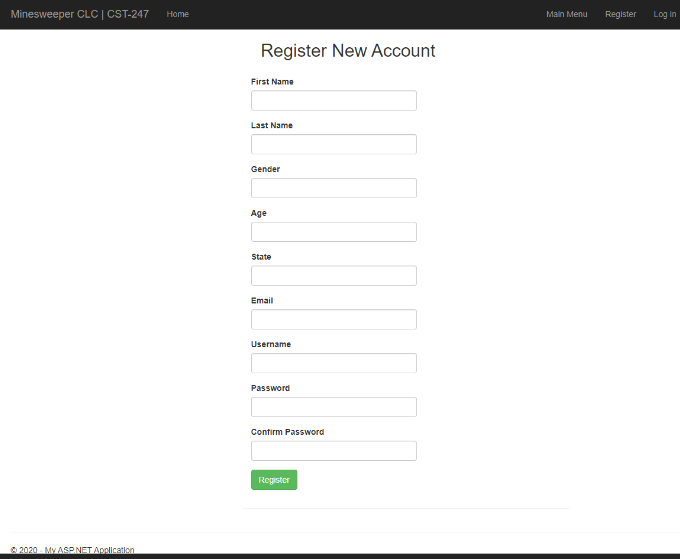 Minesweeper CLC | CST-247 Home Main Menu Register Log In
Register New Account
First Name
Last Name
Gender
Age
State
Email
Username
Password
Confirm Password
Register
© 2020 - My ASP.NET Application